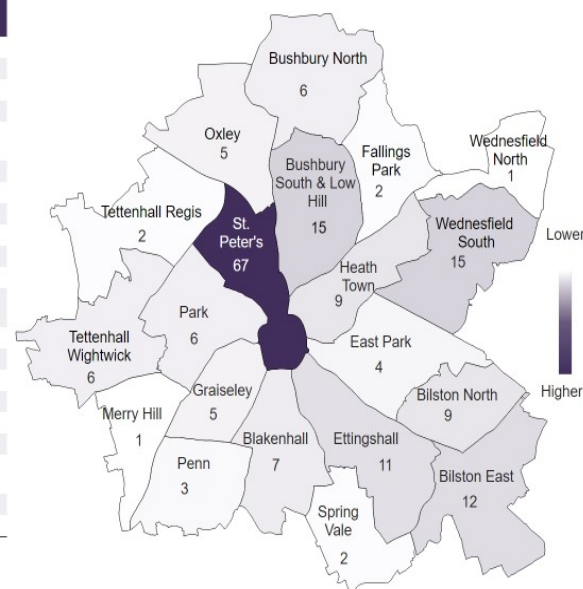 Bushbury North
6
Oxley
5
Bushbury
South & Low
Hill
15
Fallings
Park
2
Wednesfield
North
1
Tettenhall Regis
2
St.
Peter's
67
Wednesfield
South
15
Lower
Higher
Heath
Town
9
Park
6
East Park
4
Tettenhall
Wightwick
6
Graiseley
5
Bilston North
9
Merry Hill
1
Blakenhall
7
Ettingshall
11
Penn
3
Bilston East
12
Spring
Vale
2